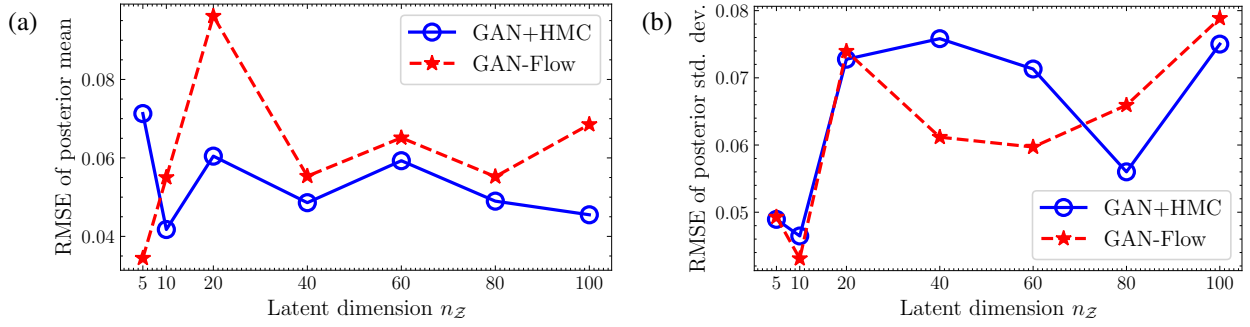 (a)
RMSE of posterior mean
0.08
0.06
0.04
GAN+HMC
GAN-Flow
5 10 20 40 60 80 100
Latent dimension n_Z
(b)
RMSE of posterior std. dev.
0.08
0.07
0.06
0.05
GAN+HMC
GAN-Flow
5 10 20 40 60 80 100
Latent dimension n_Z